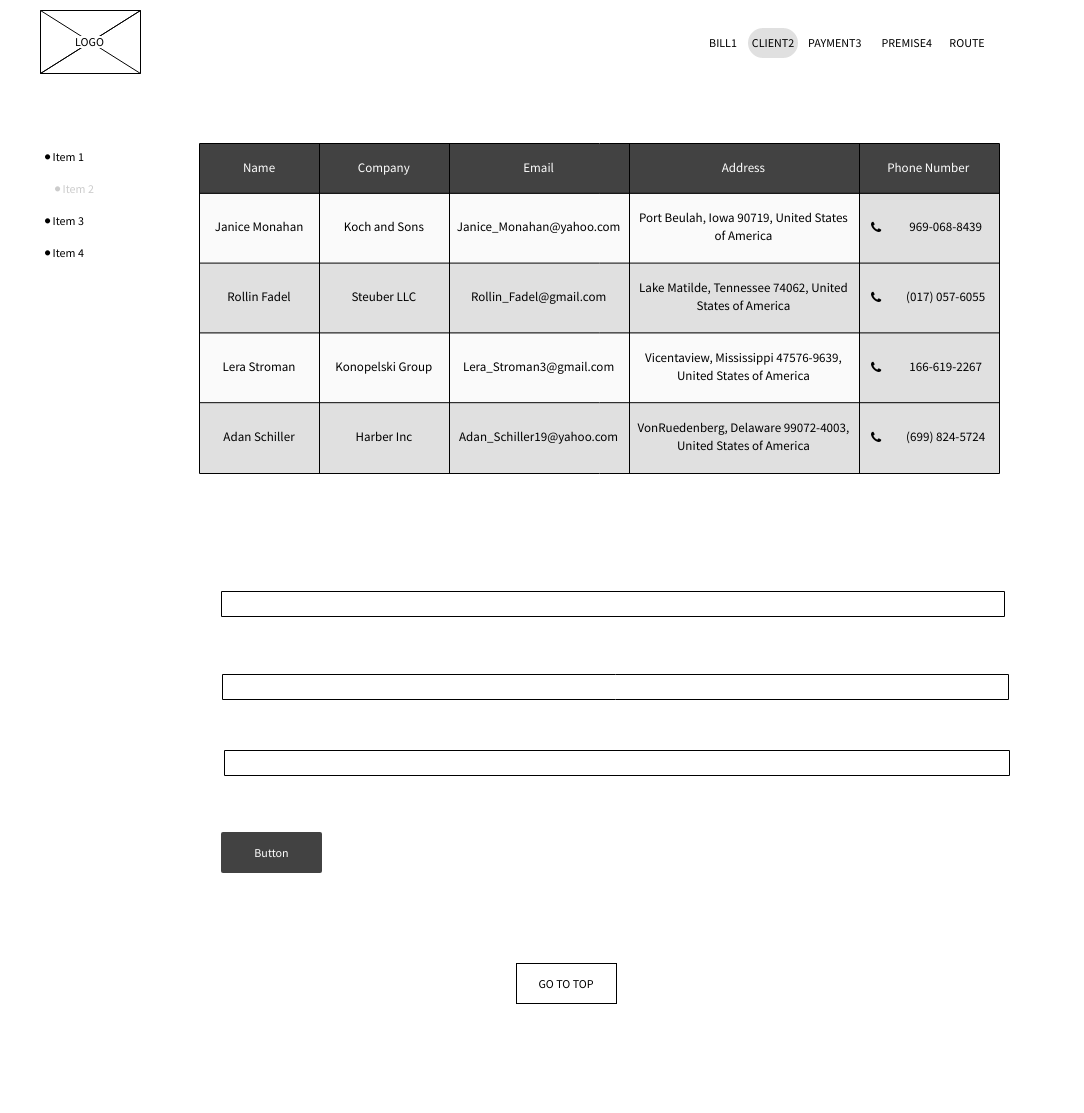 LOGO
BILL1 CLIENT2 PAYMENT3 PREMISE4 ROUTE
Item 1
Item 2
Item 3
Item 4
Name Company Email Address Phone Number
Janice Monahan Koch and Sons Janice_Monahan@yahoo.com Port Beulah, Iowa 90719, United States
of America 969-068-8439
Rollin Fadel Steuber LLC Rollin_Fadel@gmail.com Lake Matilde, Tennessee 74062, United
States of America (017) 057-6055
Lera Stroman Konopelski Group Lera_Stroman3@gmail.com Vicentaview, Mississippi 47576-9639,
United States of America 166-619-2267
Adan Schiller Harber Inc Adan_Schiller19@yahoo.com VonRuedenberg, Delaware 99072-4003,
United States of America (699) 824-5724
Button
GO TO TOP